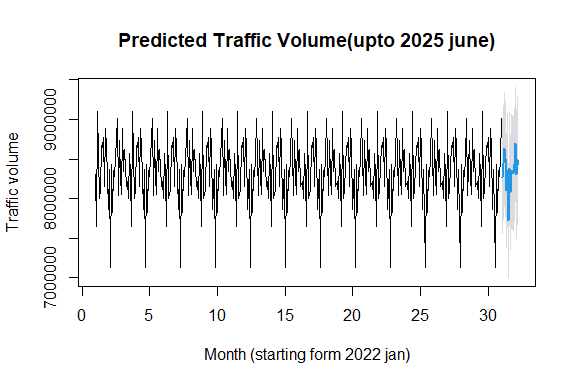 Predicted Traffic Volume(upto 2025 june)
Traffic volume
9000000
8000000
7000000
0 5 10 15 20 25 30
Month (starting form 2022 jan)